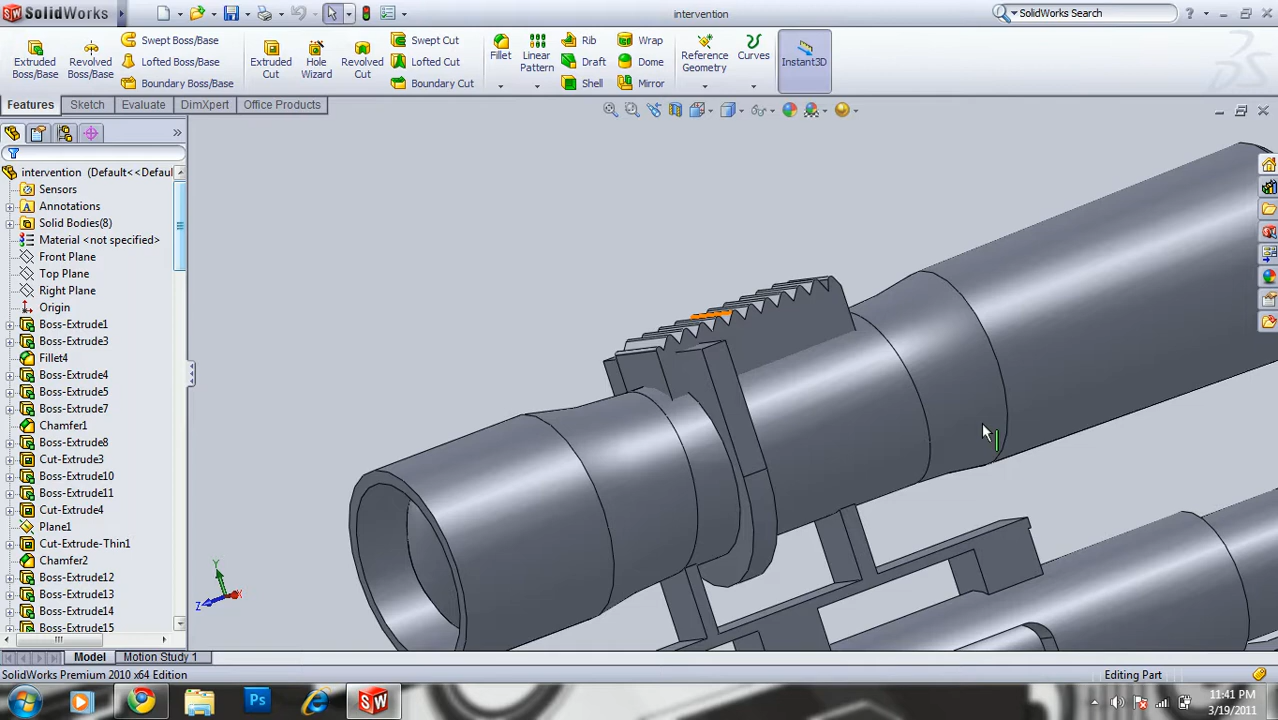 SolidWorks
intervention
SolidWorks Search
Extruded Boss/Base
Revolved Boss/Base
Swept Boss/Base
Lofted Boss/Base
Boundary Boss/Base
Extruded Cut
Hole Wizard
Revolved Cut
Swept Cut
Lofted Cut
Boundary Cut
Fillet
Linear Pattern
Rib
Draft
Shell
Wrap
Dome
Mirror
Reference Geometry
Curves
Instant3D
Features
Sketch
Evaluate
DimXpert
Office Products
intervention (Default<<Defaul
Sensors
Annotations
Solid Bodies(8)
Material <not specified>
Front Plane
Top Plane
Right Plane
Origin
Boss-Extrude1
Boss-Extrude3
Fillet4
Boss-Extrude4
Boss-Extrude5
Boss-Extrude7
Chamfer1
Boss-Extrude8
Cut-Extrude3
Boss-Extrude10
Boss-Extrude11
Cut-Extrude4
Plane1
Cut-Extrude-Thin1
Chamfer2
Boss-Extrude12
Boss-Extrude13
Boss-Extrude14
Boss-Extrude15
Y
Z
X
Model
Motion Study 1
SolidWorks Premium 2010 x64 Edition
Editing Part
Ps
SW
11:41 PM
3/19/2011